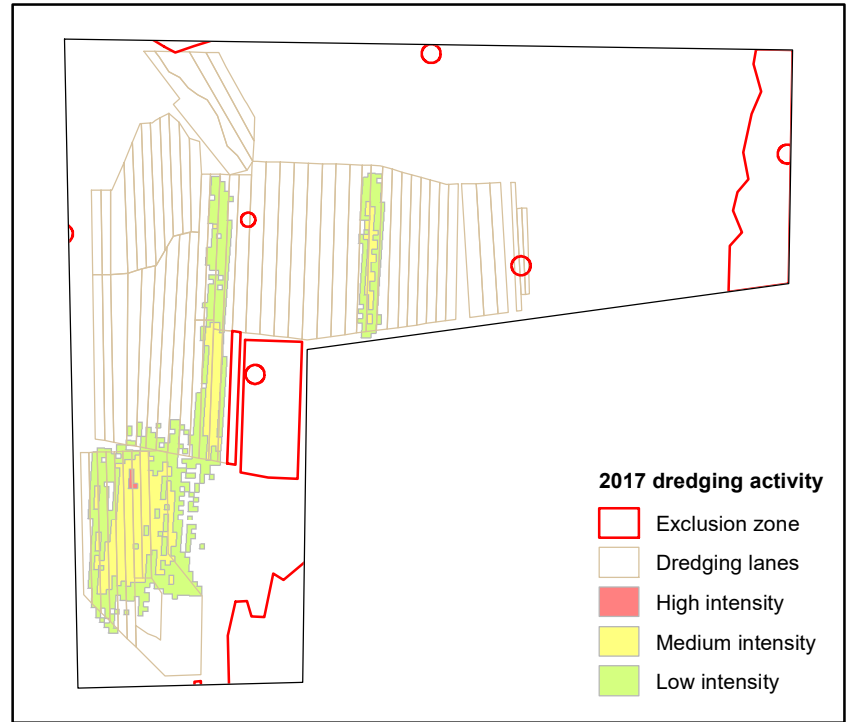 2017 dredging activity
Exclusion zone
Dredging lanes
High intensity
Medium intensity
Low intensity